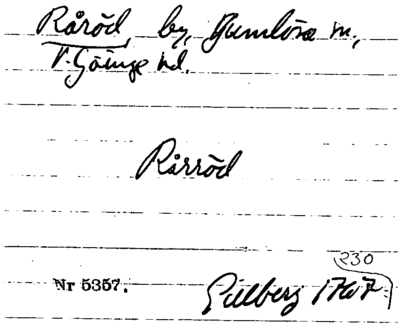 Råröd, by, Gumlösa sn.,
V. Göinge hd.
Rårröd
230
Nr 5357.
Gillberg 1767.